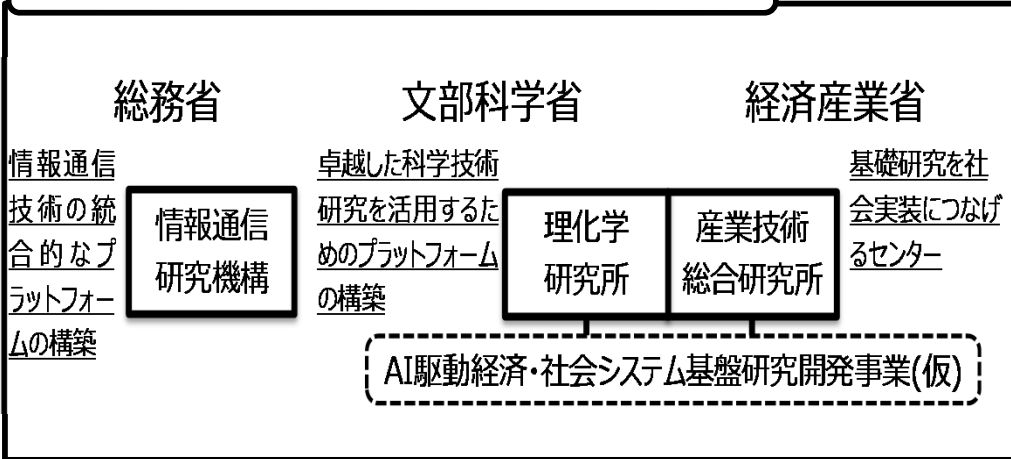 総務省
文部科学省
経済産業省
情報通信
技術の統
合的なプ
ラットフォー
ムの構築
情報通信
研究機構
卓越した科学技術
研究を活用するた
めのプラットフォーム
の構築
理化学
研究所
産業技術
総合研究所
基礎研究を社
会実装につなげ
るセンター
AI駆動経済・社会システム基盤研究開発事業(仮)